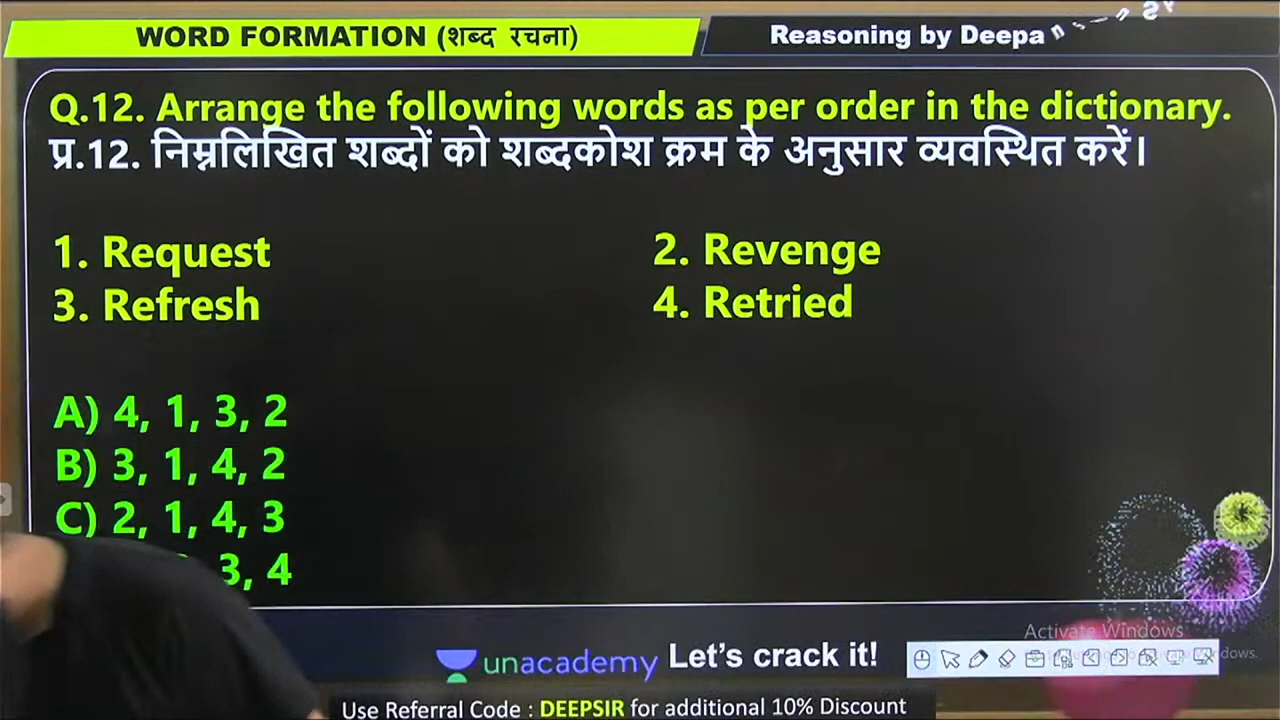 WORD FORMATION (शब्द रचना)
Reasoning by Deepa
Q.12. Arrange the following words as per order in the dictionary.
प्र.12. निम्नलिखित शब्दों को शब्दकोश क्रम के अनुसार व्यवस्थित करें।
1. Request
2. Revenge
3. Refresh
4. Retried
A) 4, 1, 3, 2
B) 3, 1, 4, 2
C) 2, 1, 4, 3
3, 4
Activate Windows
unacademy Let's crack it!
Windows.
Use Referral Code : DEEPSIR for additional 10% Discount